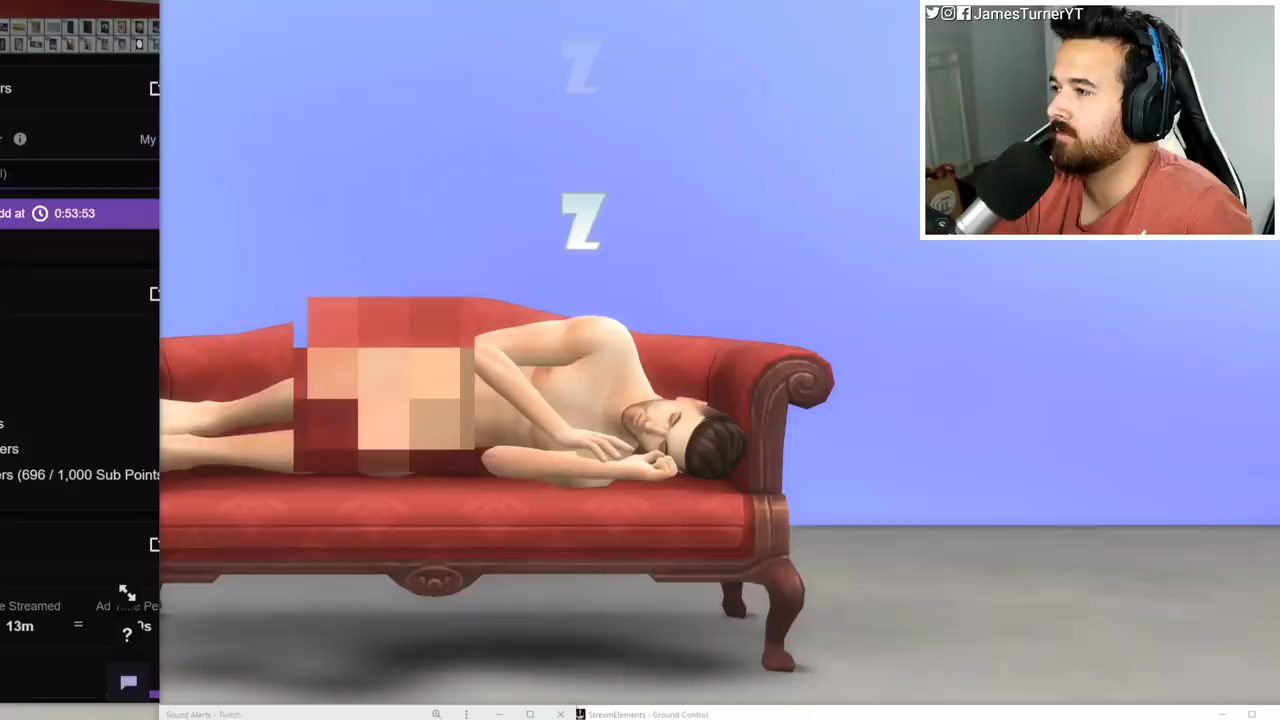 JamesTurnerYT
rs
My
l)
dd at 0:53:53
Z
Z
s
ers
ers (696 / 1,000 Sub Points
e Streamed
13m
=
?
Sound Alerts - Twitch
StreamElements - Ground Control